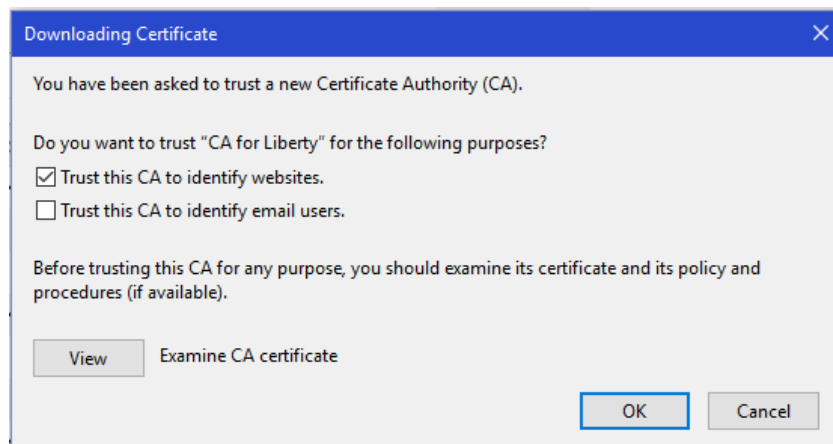 Downloading Certificate
You have been asked to trust a new Certificate Authority (CA).
Do you want to trust “CA for Liberty” for the following purposes?
Trust this CA to identify websites.
Trust this CA to identify email users.
Before trusting this CA for any purpose, you should examine its certificate and its policy and
procedures (if available).
View Examine CA certificate
OK Cancel